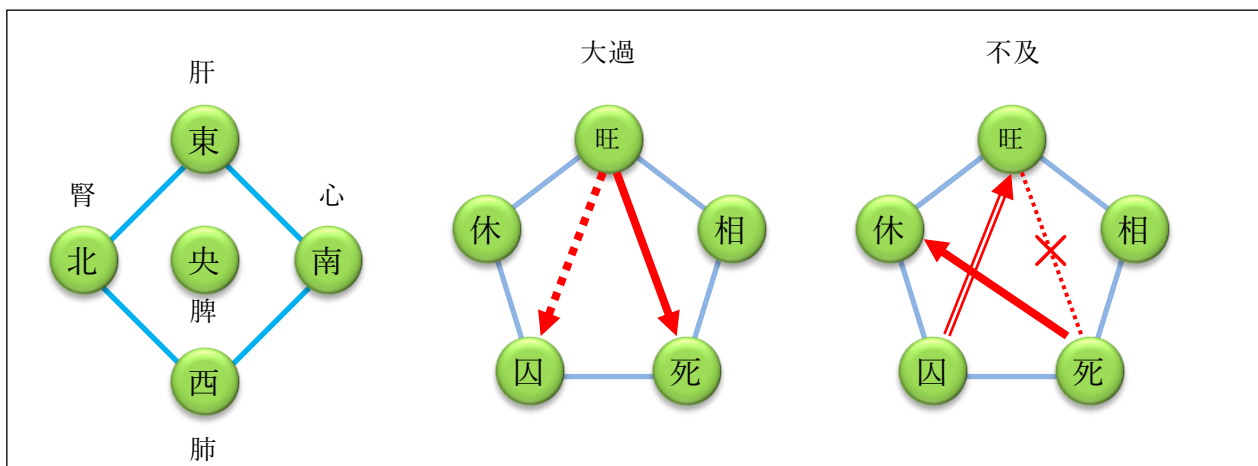 肝
東
腎
心
北
央
南
脾
西
肺
大過
旺
休
相
囚
死
不及
旺
休
相
囚
死